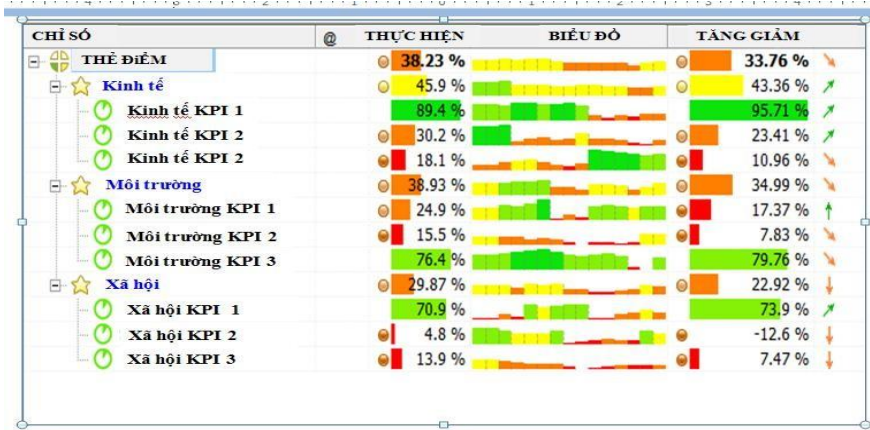 CHỈ SỐ @ THỰC HIỆN BIỂU ĐỒ TĂNG GIẢM
THẺ ĐiỂM 38.23 % 33.76 %
Kinh tế 45.9 % 43.36 %
Kinh tế KPI 1 89.4 % 95.71 %
Kinh tế KPI 2 30.2 % 23.41 %
Kinh tế KPI 2 18.1 % 10.96 %
Môi trường 38.93 % 34.99 %
Môi trường KPI 1 24.9 % 17.37 %
Môi trường KPI 2 15.5 % 7.83 %
Môi trường KPI 3 76.4 % 79.76 %
Xã hội 29.87 % 22.92 %
Xã hội KPI 1 70.9 % 73.9 %
Xã hội KPI 2 4.8 % -12.6 %
Xã hội KPI 3 13.9 % 7.47 %